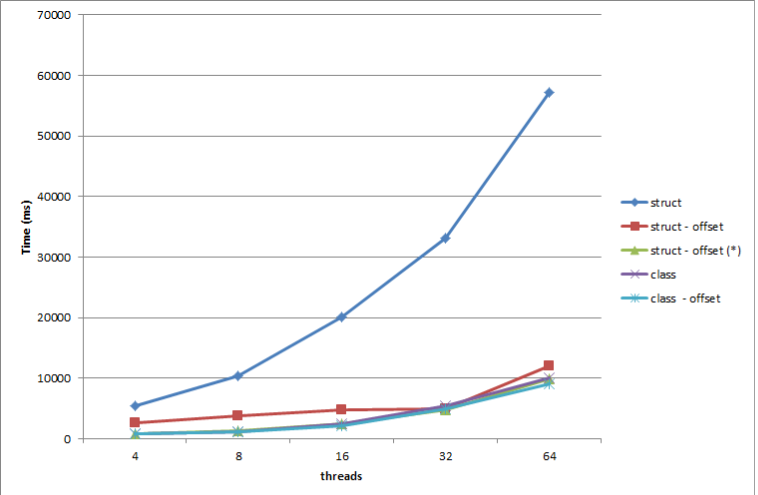 70000
60000
50000
40000
30000
20000
10000
0
Time (ms)
4 8 16 32 64
threads
struct
struct - offset
struct - offset (*)
class
class - offset